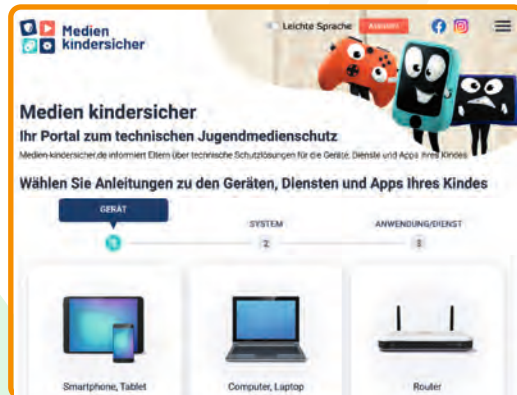 Medien
kindersicher
Leichte Sprache
Medien kindersicher
Ihr Portal zum technischen Jugendmedienschutz
Medien-kindersicher.de informiert Eltern über technische Schutzlösungen für die Geräte, Dienste und Apps Ihres Kindes
Wählen Sie Anleitungen zu den Geräten, Diensten und Apps Ihres Kindes
GERÄT
SYSTEM
ANWENDUNG/DIENST
2
3
Smartphone, Tablet
Computer, Laptop
Router